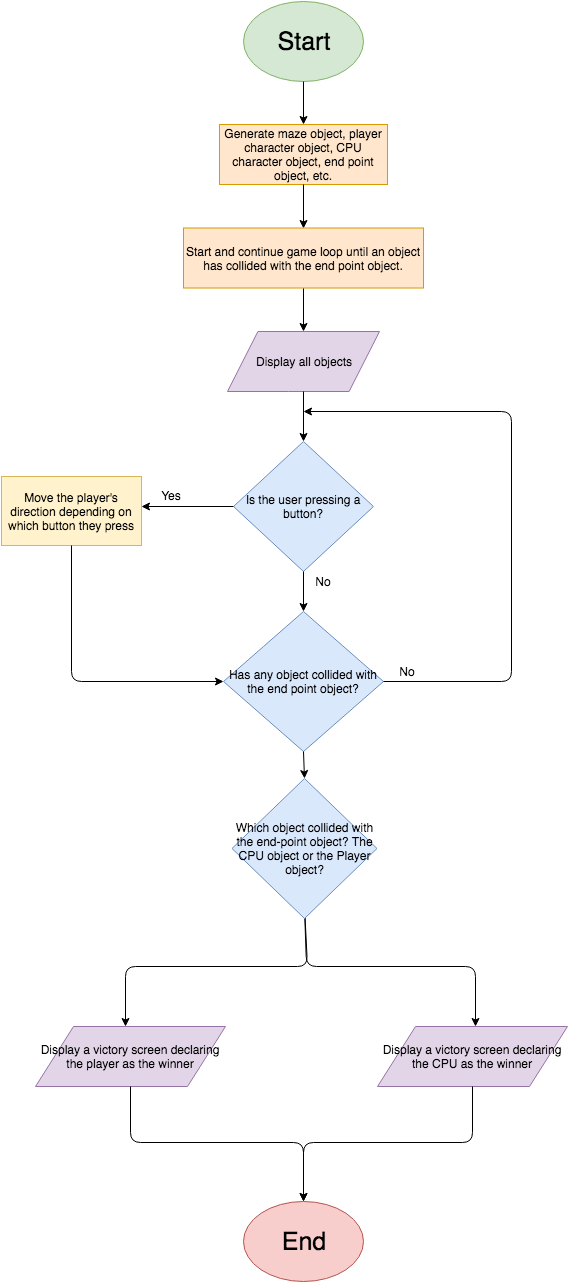 Start
Generate maze object, player
character object, CPU
character object, end point
object, etc.
Start and continue game loop until an object
has collided with the end point object.
Display all objects
Is the user pressing a
button?
Yes
Move the player's
direction depending on
which button they press
No
Has any object collided with
the end point object?
No
Which object collided with
the end-point object? The
CPU object or the Player
object?
Display a victory screen declaring
the player as the winner
Display a victory screen declaring
the CPU as the winner
End